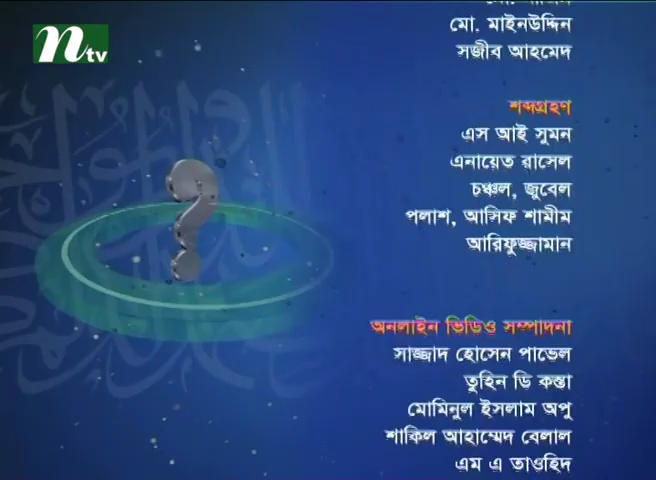 ntv
মো. মাইনউদ্দিন
সজীব আহমেদ
শব্দগ্রহণ
এস আই সুমন
এনায়েত রাসেল
চঞ্চল, জুবেল
পলাশ, আসিফ শামীম
আরিফুজ্জামান
অনলাইন ভিডিও সম্পাদনা
সাজ্জাদ হোসেন পাভেল
তুহিন ডি কস্তা
মোমিনুল ইসলাম অপু
শাকিল আহাম্মেদ বেলাল
এম এ তাওহিদ